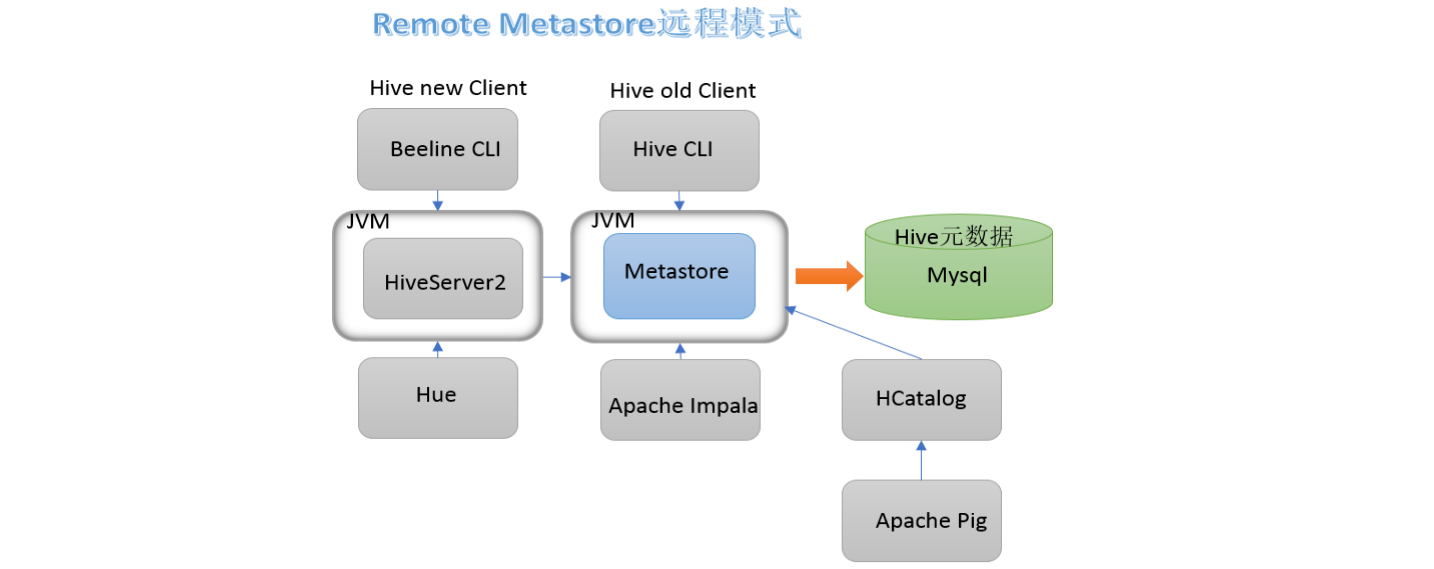 Remote Metastore远程模式
Hive new Client
Hive old Client
Beeline CLI
Hive CLI
JVM
JVM
HiveServer2
Metastore
Hive元数据
Mysql
Hue
Apache Impala
HCatalog
Apache Pig